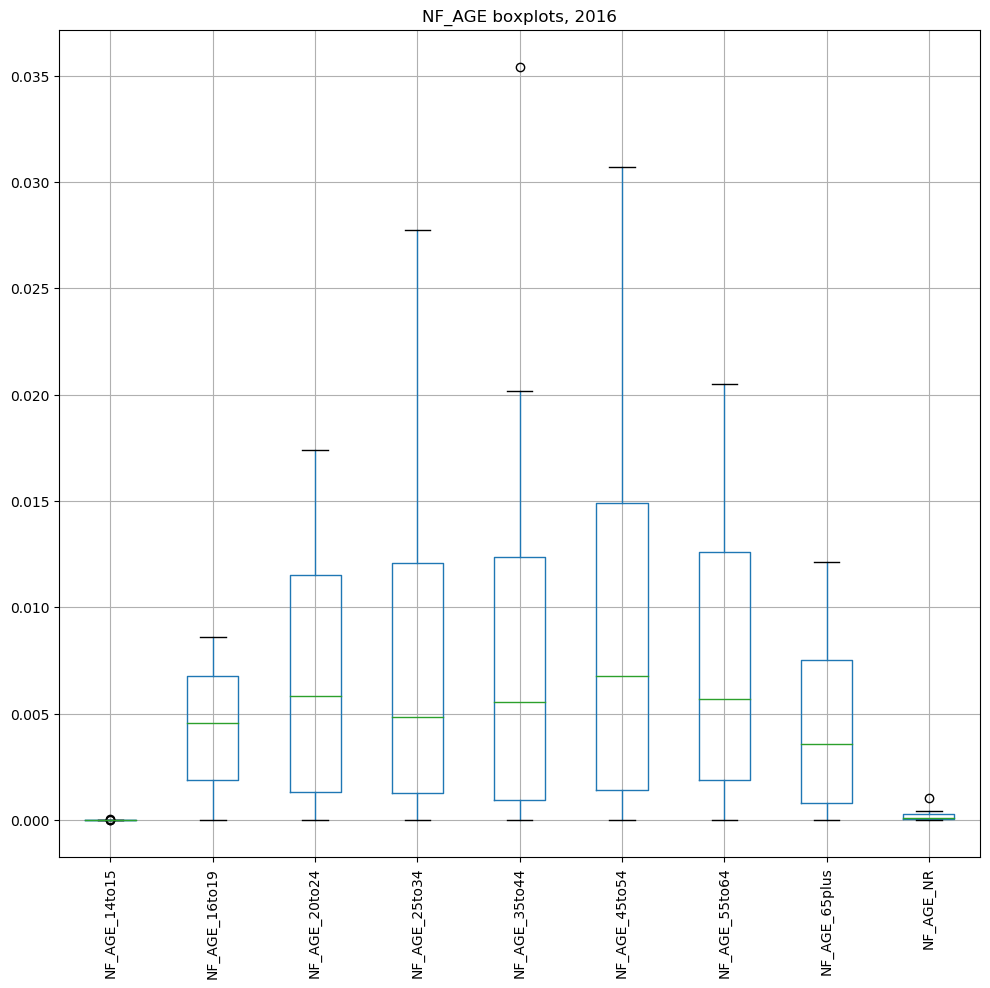 NF_AGE boxplots, 2016
0.035
0.030
0.025
0.020
0.015
0.010
0.005
0.000
NF_AGE_14to15
NF_AGE_16to19
NF_AGE_20to24
NF_AGE_25to34
NF_AGE_35to44
NF_AGE_45to54
NF_AGE_55to64
NF_AGE_65plus
NF_AGE_NR